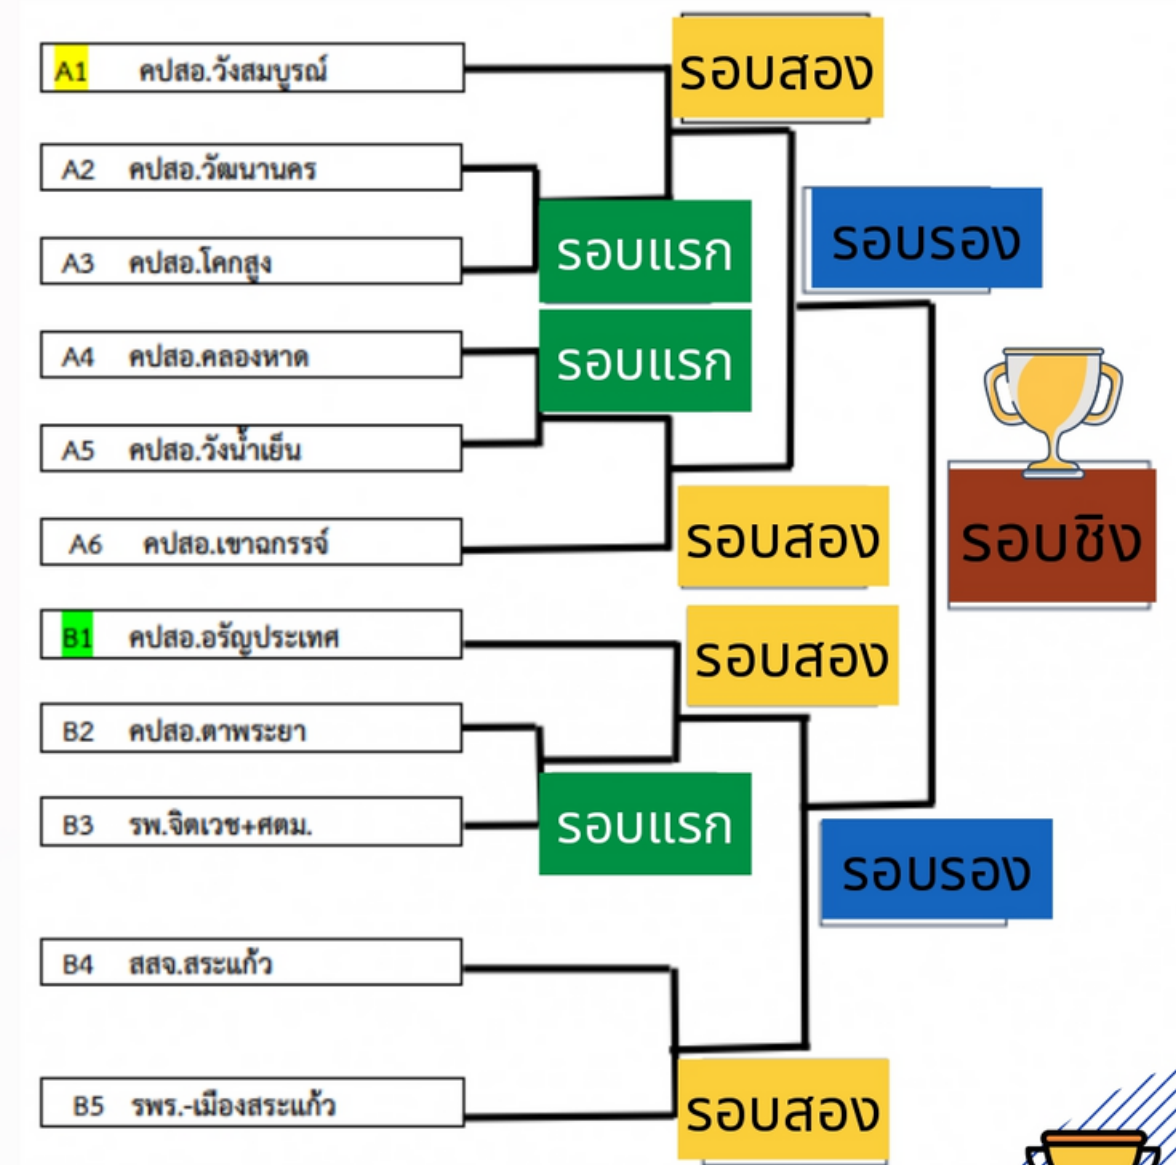 A1 คปสอ.วังสมบูรณ์
รอบสอง
A2 คปสอ.วัฒนานคร
A3 คปสอ.โคกสูง
รอบแรก
รอบรอง
A4 คปสอ.คลองหาด
รอบแรก
A5 คปสอ.วังน้ำเย็น
A6 คปสอ.เขาฉกรรจ์
รอบสอง
รอบชิง
B1 คปสอ.อรัญประเทศ
รอบสอง
B2 คปสอ.ตาพระยา
B3 รพ.จิตเวช+ศตม.
รอบแรก
รอบรอง
B4 สสจ.สระแก้ว
B5 รพร.-เมืองสระแก้ว
รอบสอง